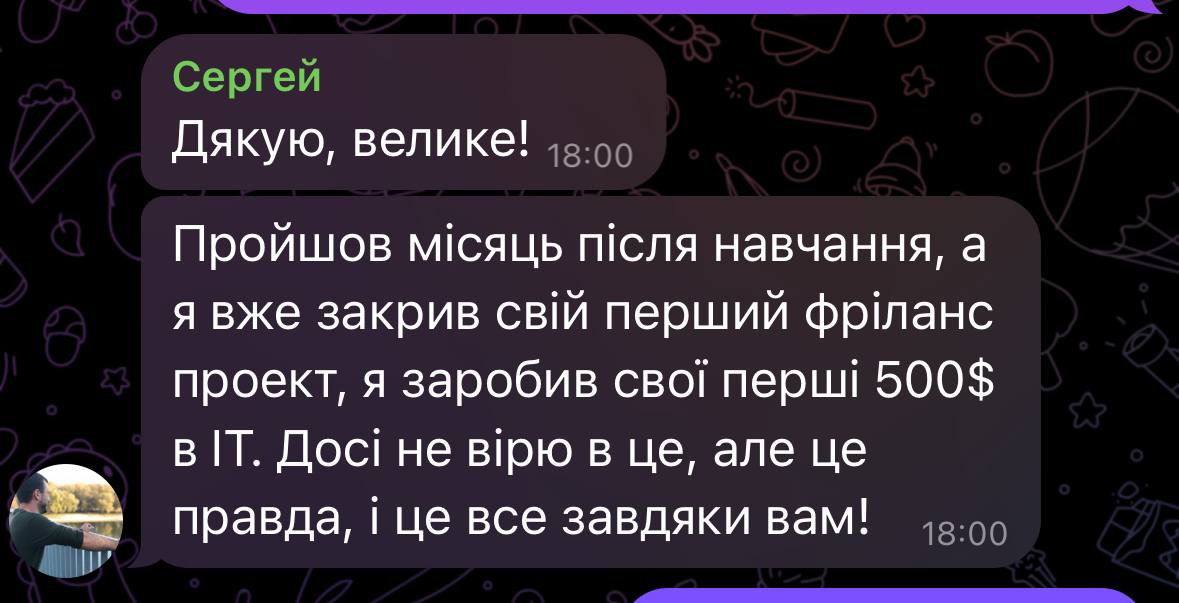 Сергей
Дякую, велике! 18:00
Пройшов місяць після навчання, а
я вже закрив свій перший фріланс
проект, я заробив свої перші 500$
в ІТ. Досі не вірю в це, але це
правда, і це все завдяки вам! 18:00